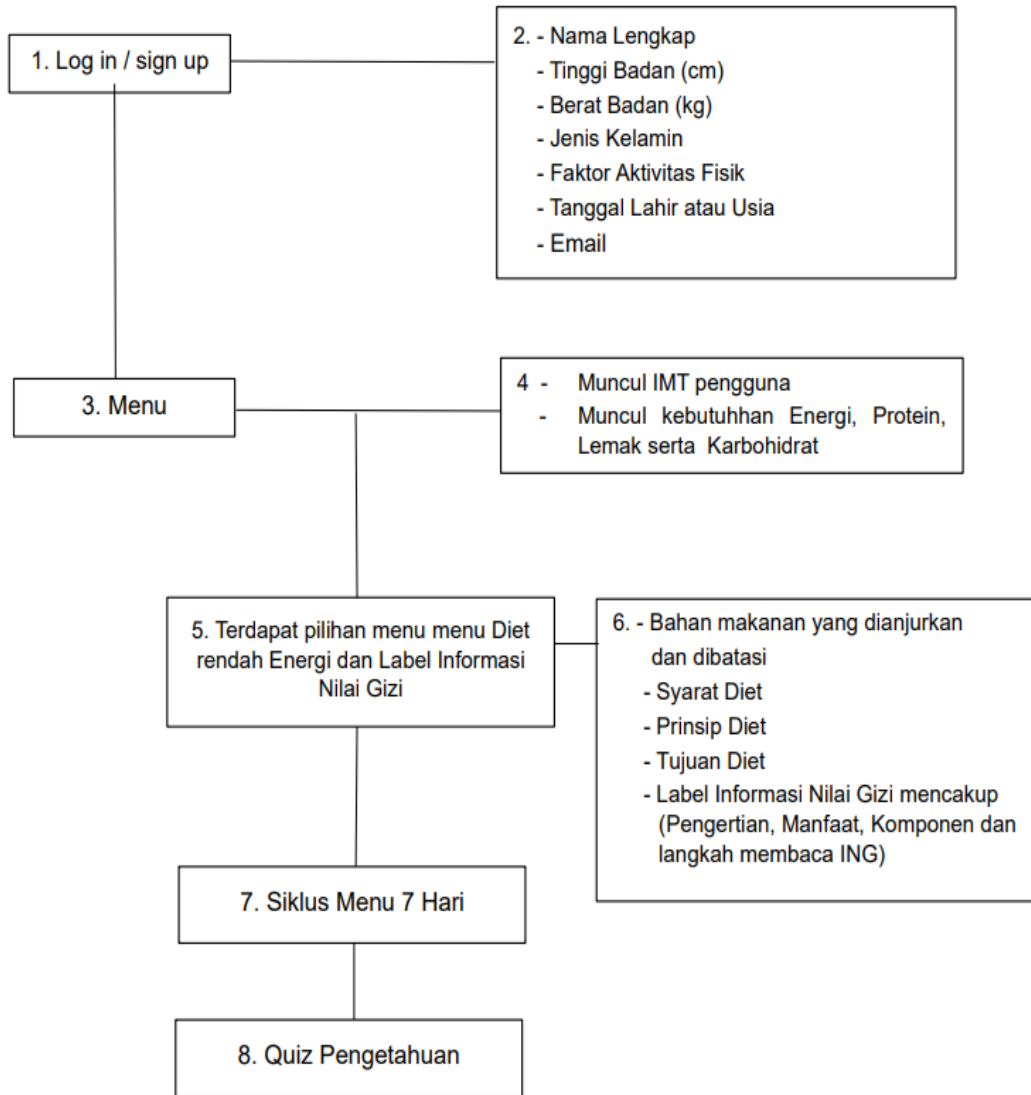 1. Log in / sign up
2. - Nama Lengkap
- Tinggi Badan (cm)
- Berat Badan (kg)
- Jenis Kelamin
- Faktor Aktivitas Fisik
- Tanggal Lahir atau Usia
- Email
3. Menu
4 - Muncul IMT pengguna
- Muncul kebutuhhan Energi, Protein,
Lemak serta Karbohidrat
5. Terdapat pilihan menu menu Diet
rendah Energi dan Label Informasi
Nilai Gizi
6. - Bahan makanan yang dianjurkan
dan dibatasi
- Syarat Diet
- Prinsip Diet
- Tujuan Diet
- Label Informasi Nilai Gizi mencakup
(Pengertian, Manfaat, Komponen dan
langkah membaca ING)
7. Siklus Menu 7 Hari
8. Quiz Pengetahuan